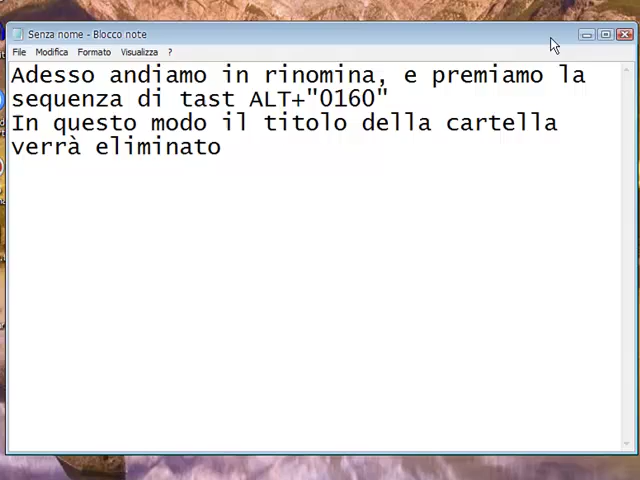 Senza nome - Blocco note
File Modifica Formato Visualizza ?
Adesso andiamo in rinomina, e premiamo la
sequenza di tast ALT+"0160"
In questo modo il titolo della cartella
verrà eliminato